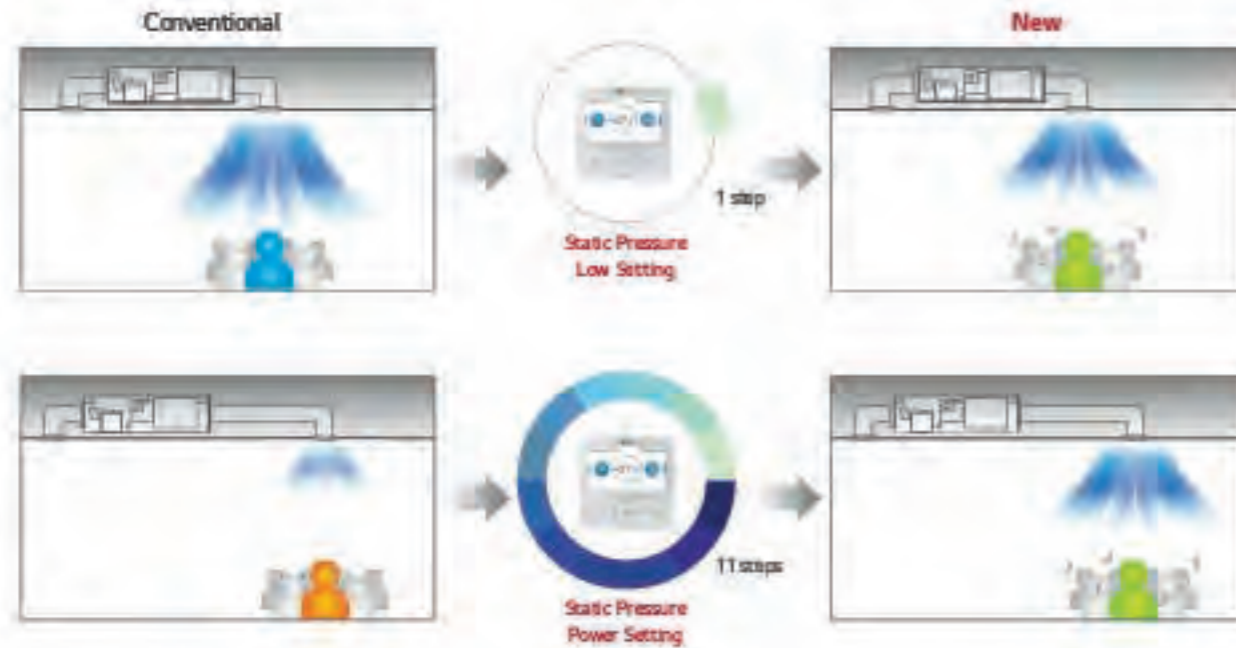 Conventional
New
1 step
Static Pressure
Low Setting
11 steps
Static Pressure
Power Setting